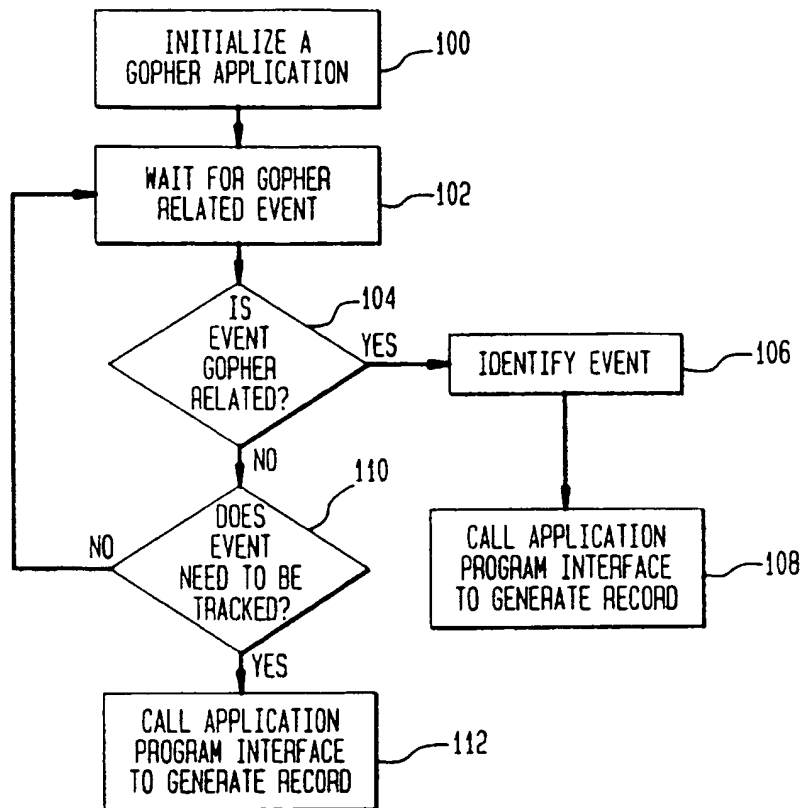 INITIALIZE A
GOPHER APPLICATION
100
WAIT FOR GOPHER
RELATED EVENT
102
IS
EVENT
GOPHER
RELATED?
104
YES
IDENTIFY EVENT
106
NO
CALL APPLICATION
PROGRAM INTERFACE
TO GENERATE RECORD
108
DOES
EVENT
NEED TO BE
TRACKED?
110
NO
YES
CALL APPLICATION
PROGRAM INTERFACE
TO GENERATE RECORD
112